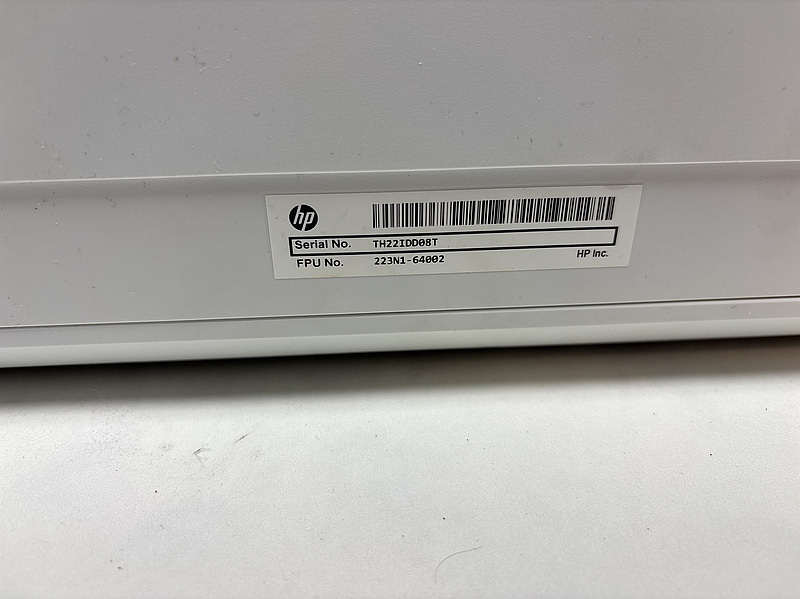 hp
Serial No. TH22IDD08T
FPU No. 223N1-64002
HP Inc.